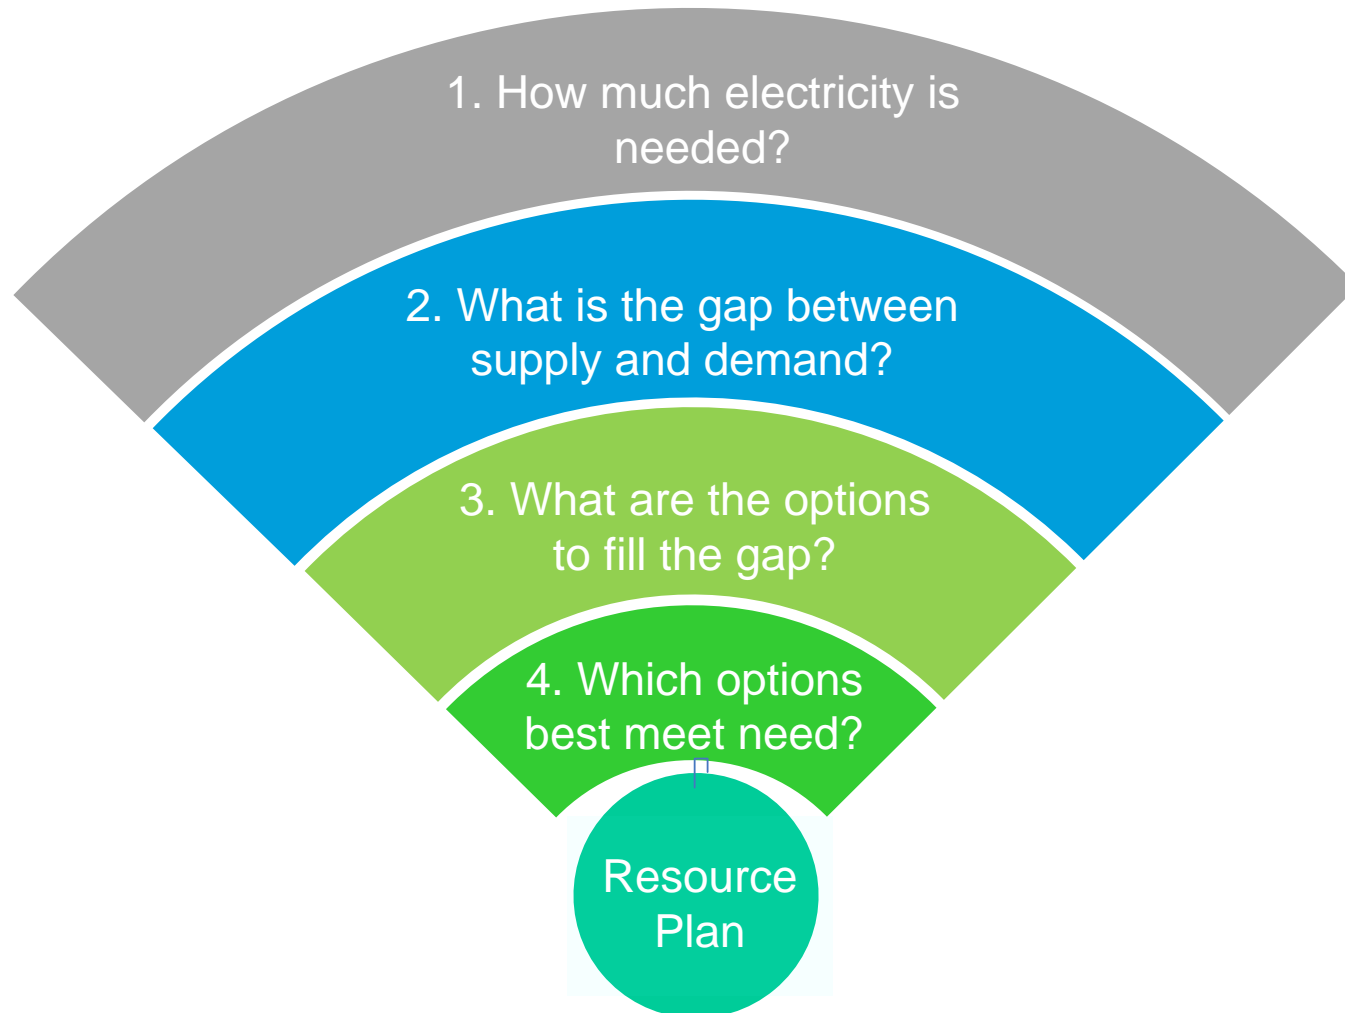 1. How much electricity is
needed?
2. What is the gap between
supply and demand?
3. What are the options
to fill the gap?
4. Which options
best meet need?
Resource
Plan